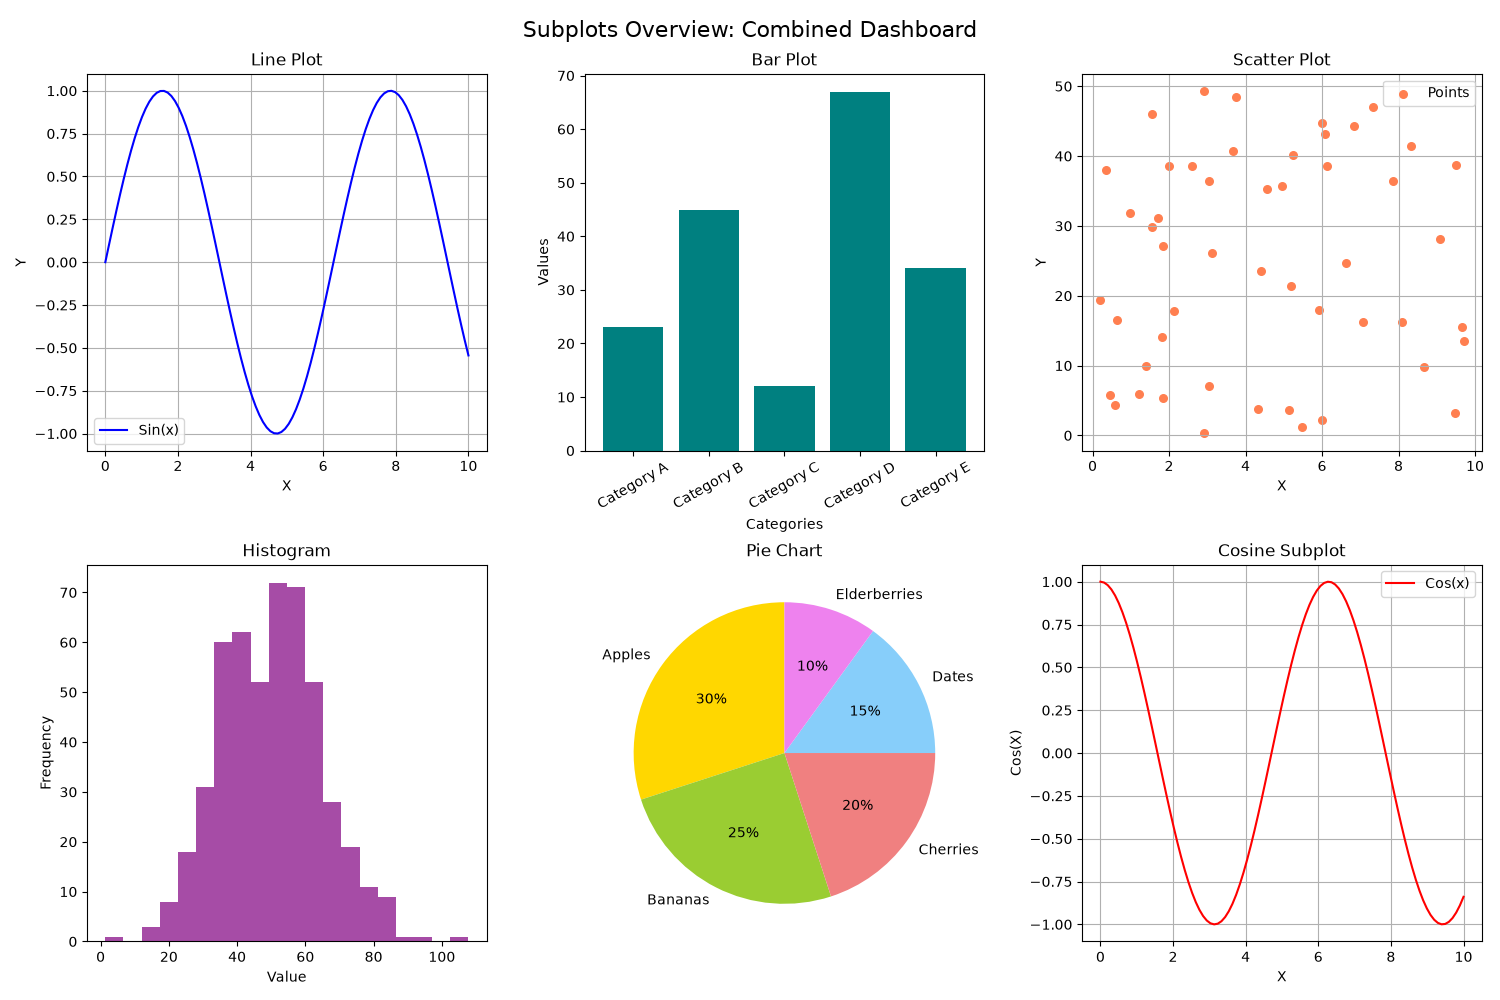 Subplots Overview: Combined Dashboard
Line Plot
1.00
0.75
0.50
0.25
0.00
−0.25
−0.50
−0.75
−1.00
Y
Sin(x)
0 2 4 6 8 10
X
Bar Plot
70
60
50
40
30
20
10
0
Values
Category A Category B Category C Category D Category E
Categories
Scatter Plot
50
40
30
20
10
0
Y
Points
0 2 4 6 8 10
X
Histogram
70
60
50
40
30
20
10
0
Frequency
0 20 40 60 80 100
Value
Pie Chart
Elderberries
Apples
Dates
10%
30%
15%
20%
25%
Cherries
Bananas
Cosine Subplot
1.00
0.75
0.50
0.25
0.00
−0.25
−0.50
−0.75
−1.00
Cos(X)
Cos(x)
0 2 4 6 8 10
X